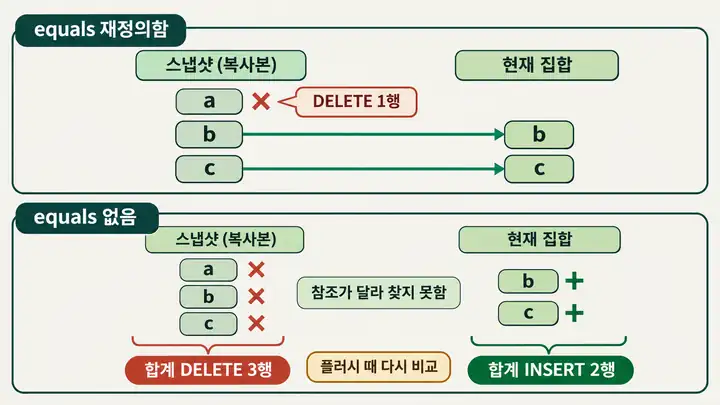 equals 재정의함
스냅샷 (복사본)
현재 집합
a
DELETE 1행
b
b
c
c
equals 없음
스냅샷 (복사본)
현재 집합
a
b
c
참조가 달라 찾지 못함
b
c
합계 DELETE 3행
플러시 때 다시 비교
합계 INSERT 2행